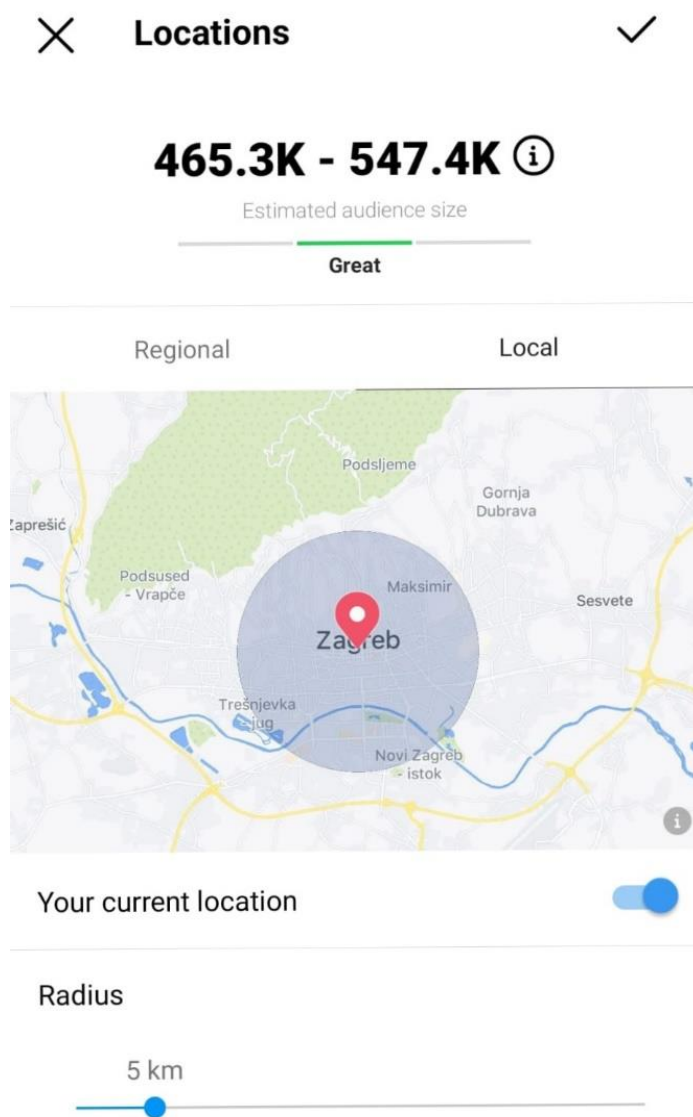 Locations
465.3K - 547.4K
Estimated audience size
Great
Regional
Local
Podsljeme
Gornja
Dubrava
Zaprešić
Podsused
- Vrapče
Maksimir
Sesvete
Zagreb
Trešnjevka
- jug
Novi Zagreb
- istok
Your current location
Radius
5 km